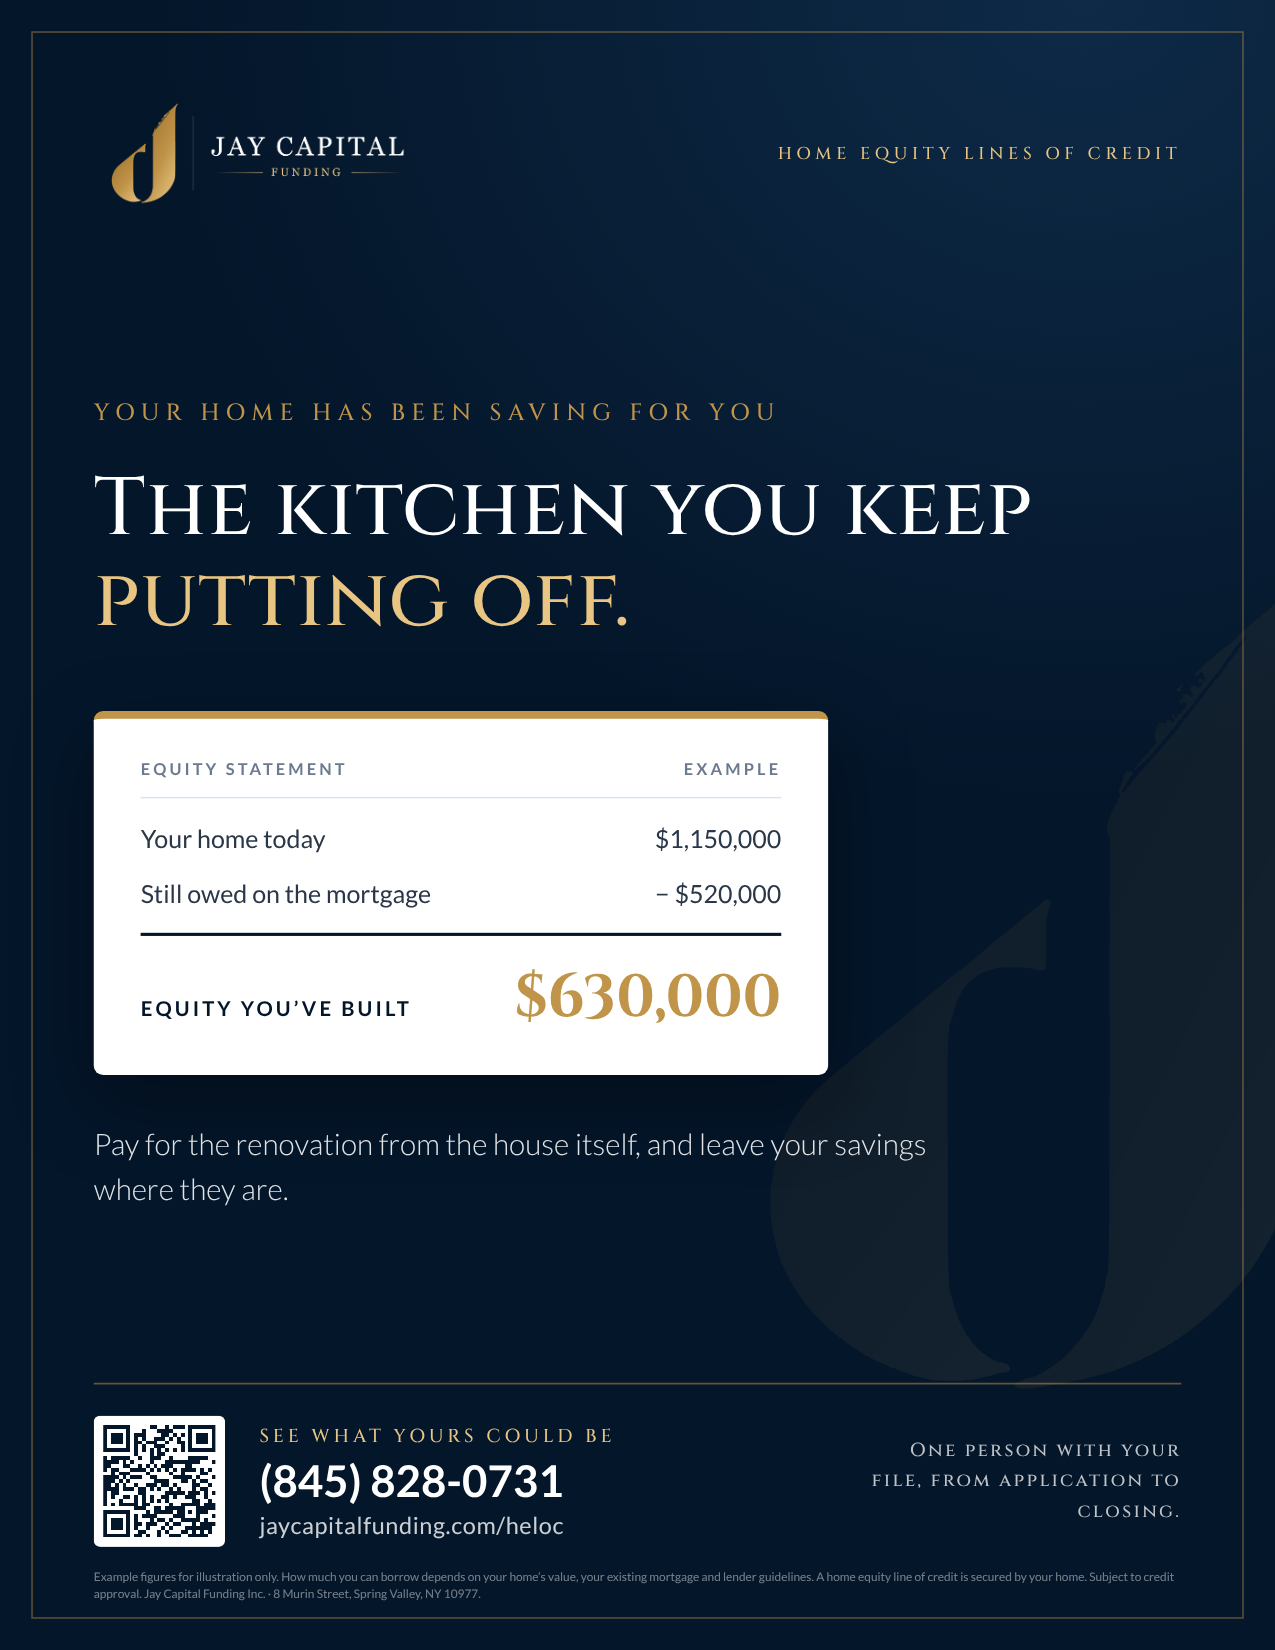 JAY CAPITAL
FUNDING
HOME EQUITY LINES OF CREDIT
YOUR HOME HAS BEEN SAVING FOR YOU
THE KITCHEN YOU KEEP
PUTTING OFF.
EQUITY STATEMENT EXAMPLE
Your home today $1,150,000
Still owed on the mortgage − $520,000
EQUITY YOU’VE BUILT $630,000
Pay for the renovation from the house itself, and leave your savings
where they are.
SEE WHAT YOURS COULD BE
(845) 828-0731
jaycapitalfunding.com/heloc
ONE PERSON WITH YOUR
FILE, FROM APPLICATION TO
CLOSING.
Example figures for illustration only. How much you can borrow depends on your home’s value, your existing mortgage and lender guidelines. A home equity line of credit is secured by your home. Subject to credit
approval. Jay Capital Funding Inc. · 8 Murin Street, Spring Valley, NY 10977.